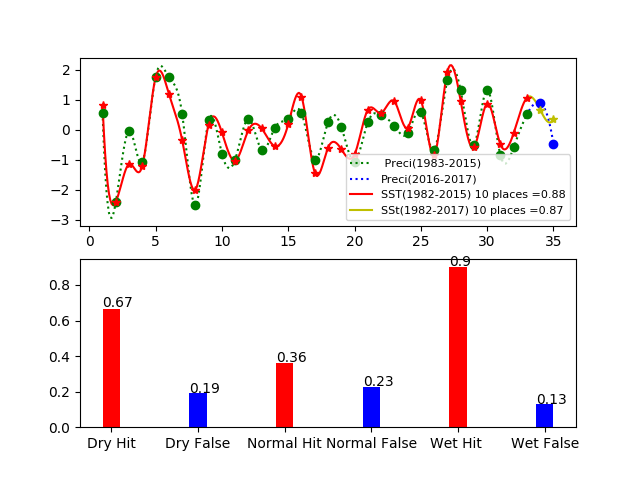 2
1
0
−1
−2
−3
Preci(1983-2015)
Preci(2016-2017)
SST(1982-2015) 10 places =0.88
SSt(1982-2017) 10 places =0.87
0 5 10 15 20 25 30 35
0.8
0.6
0.4
0.2
0.0
0.67
0.19
0.36
0.23
0.9
0.13
Dry Hit Dry False Normal Hit Normal False Wet Hit Wet False